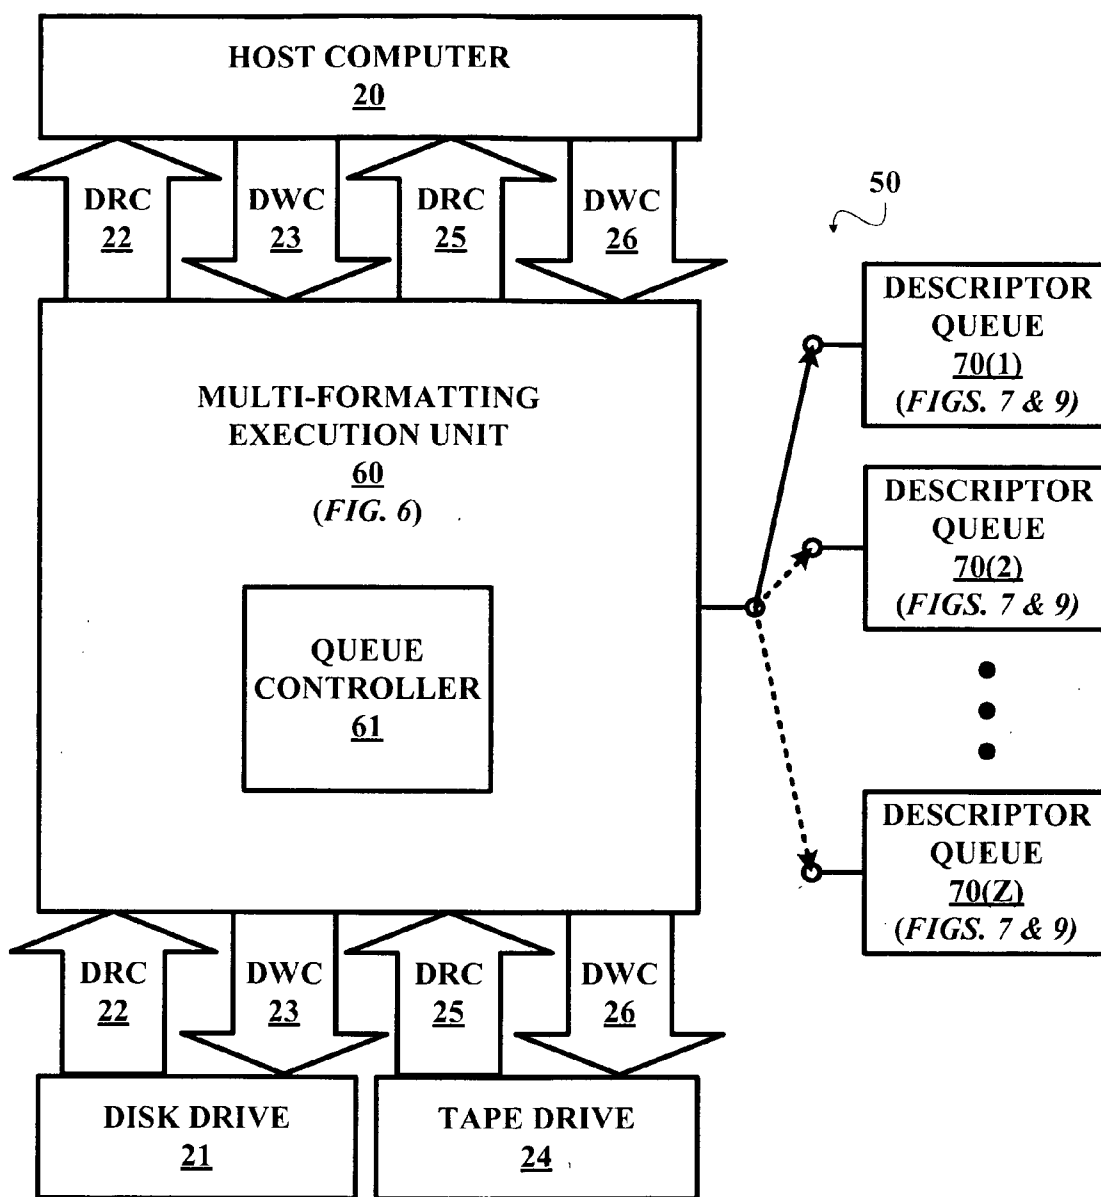 HOST COMPUTER
20
DRC
22
DWC
23
DRC
25
DWC
26
50
MULTI-FORMATTING
EXECUTION UNIT
60
(FIG. 6)
QUEUE
CONTROLLER
61
DESCRIPTOR
QUEUE
70(1)
(FIGS. 7 & 9)
DESCRIPTOR
QUEUE
70(2)
(FIGS. 7 & 9)
DESCRIPTOR
QUEUE
70(Z)
(FIGS. 7 & 9)
DRC
22
DWC
23
DRC
25
DWC
26
DISK DRIVE
21
TAPE DRIVE
24